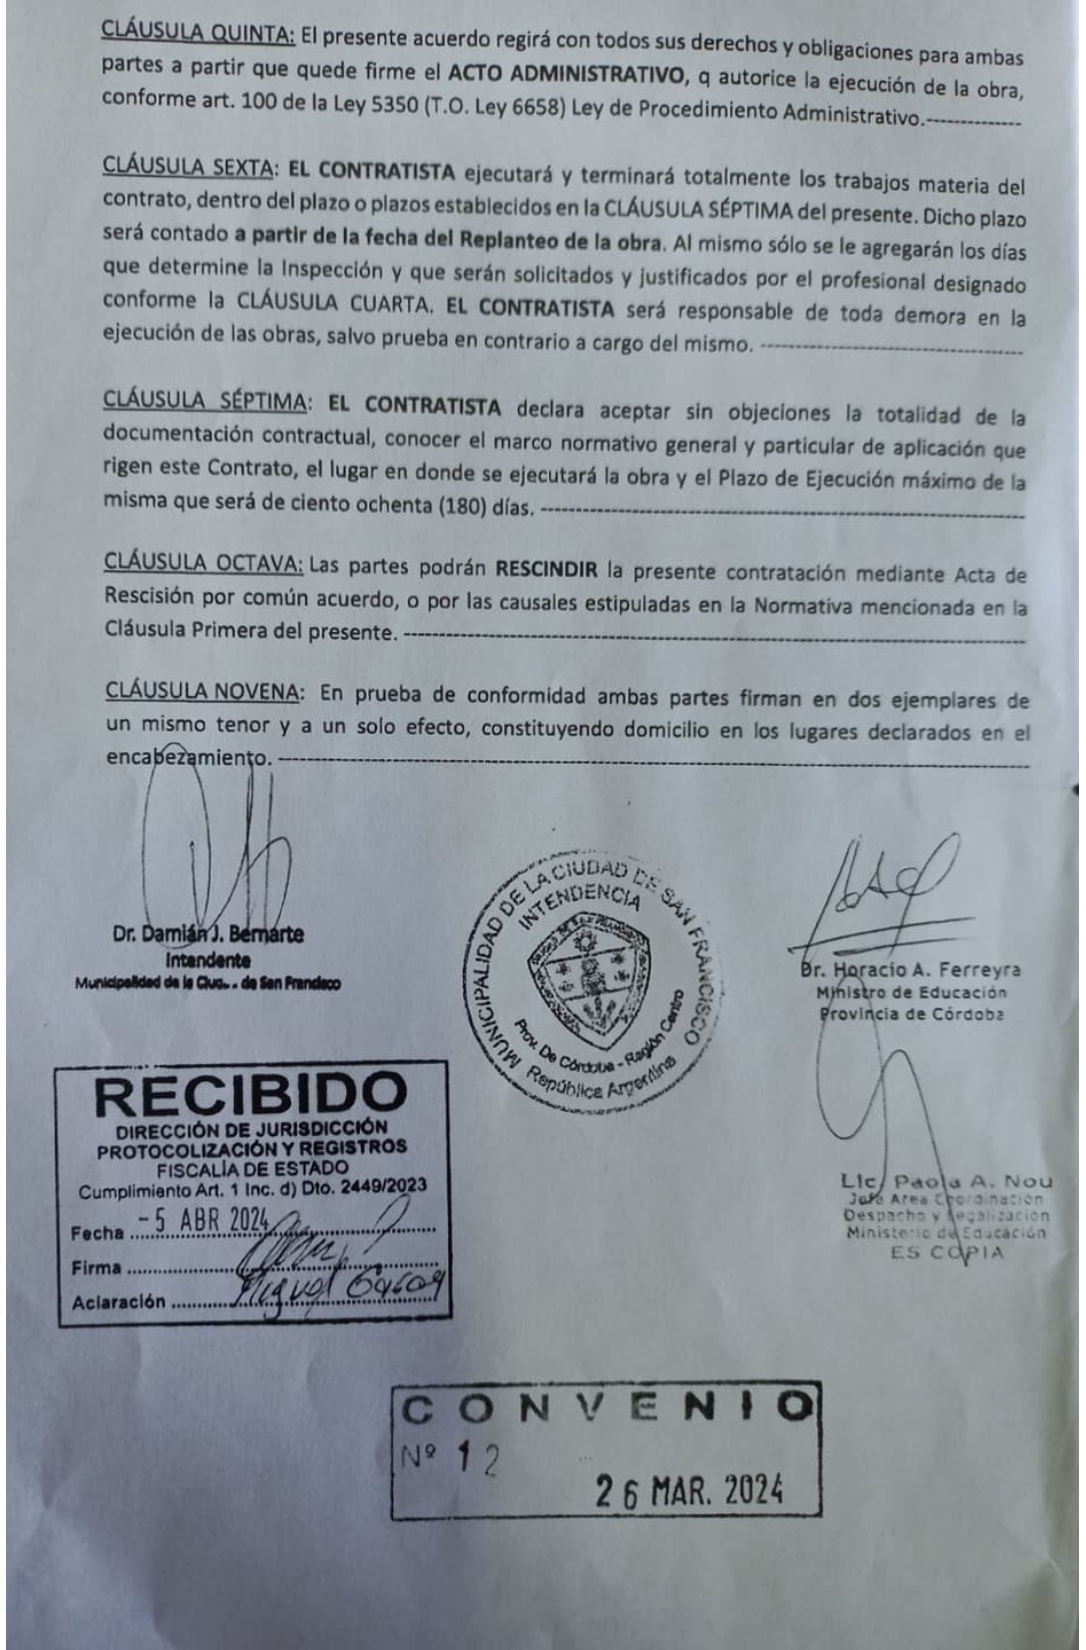 CLÁUSULA QUINTA: El presente acuerdo regirá con todos sus derechos y obligaciones para ambas
partes a partir que quede firme el ACTO ADMINISTRATIVO, q autorice la ejecución de la obra,
conforme art. 100 de la Ley 5350 (T.O. Ley 6658) Ley de Procedimiento Administrativo.--------------
CLÁUSULA SEXTA: EL CONTRATISTA ejecutará y terminará totalmente los trabajos materia del
contrato, dentro del plazo o plazos establecidos en la CLÁUSULA SÉPTIMA del presente. Dicho plazo
será contado a partir de la fecha del Replanteo de la obra. Al mismo sólo se le agregarán los días
que determine la Inspección y que serán solicitados y justificados por el profesional designado
conforme la CLÁUSULA CUARTA. EL CONTRATISTA será responsable de toda demora en la
ejecución de las obras, salvo prueba en contrario a cargo del mismo. --------------------------------------
CLÁUSULA SÉPTIMA: EL CONTRATISTA declara aceptar sin objeciones la totalidad de la
documentación contractual, conocer el marco normativo general y particular de aplicación que
rigen este Contrato, el lugar en donde se ejecutará la obra y el Plazo de Ejecución máximo de la
misma que será de ciento ochenta (180) días. ----------------------------------------------------------------------
CLÁUSULA OCTAVA: Las partes podrán RESCINDIR la presente contratación mediante Acta de
Rescisión por común acuerdo, o por las causales estipuladas en la Normativa mencionada en la
Cláusula Primera del presente. ------------------------------------------------------------------------------------------
CLÁUSULA NOVENA: En prueba de conformidad ambas partes firman en dos ejemplares de
un mismo tenor y a un solo efecto, constituyendo domicilio en los lugares declarados en el
encabezamiento. --------------------------------------------------------------------------------------------------------------
Dr. Damián J. Bernarte
Intendente
Municipalidad de la Ciud.. . de San Francisco
MUNICIPALIDAD DE LA CIUDAD DE SAN FRANCISCO
INTENDENCIA
Prov. De Córdoba - Región Centro
República Argentina
Dr. Horacio A. Ferreyra
Ministro de Educación
Provincia de Córdoba
RECIBIDO
DIRECCIÓN DE JURISDICCIÓN
PROTOCOLIZACIÓN Y REGISTROS
FISCALÍA DE ESTADO
Cumplimiento Art. 1 Inc. d) Dto. 2449/2023
Fecha - 5 ABR 2024
Firma
Aclaración Miguel
Lic. Paola A. Nou
Jefe Area Coordinación
Despacho y Legalización
Ministerio de Educación
ES COPIA
CONVENIO
Nº 12
26 MAR. 2024